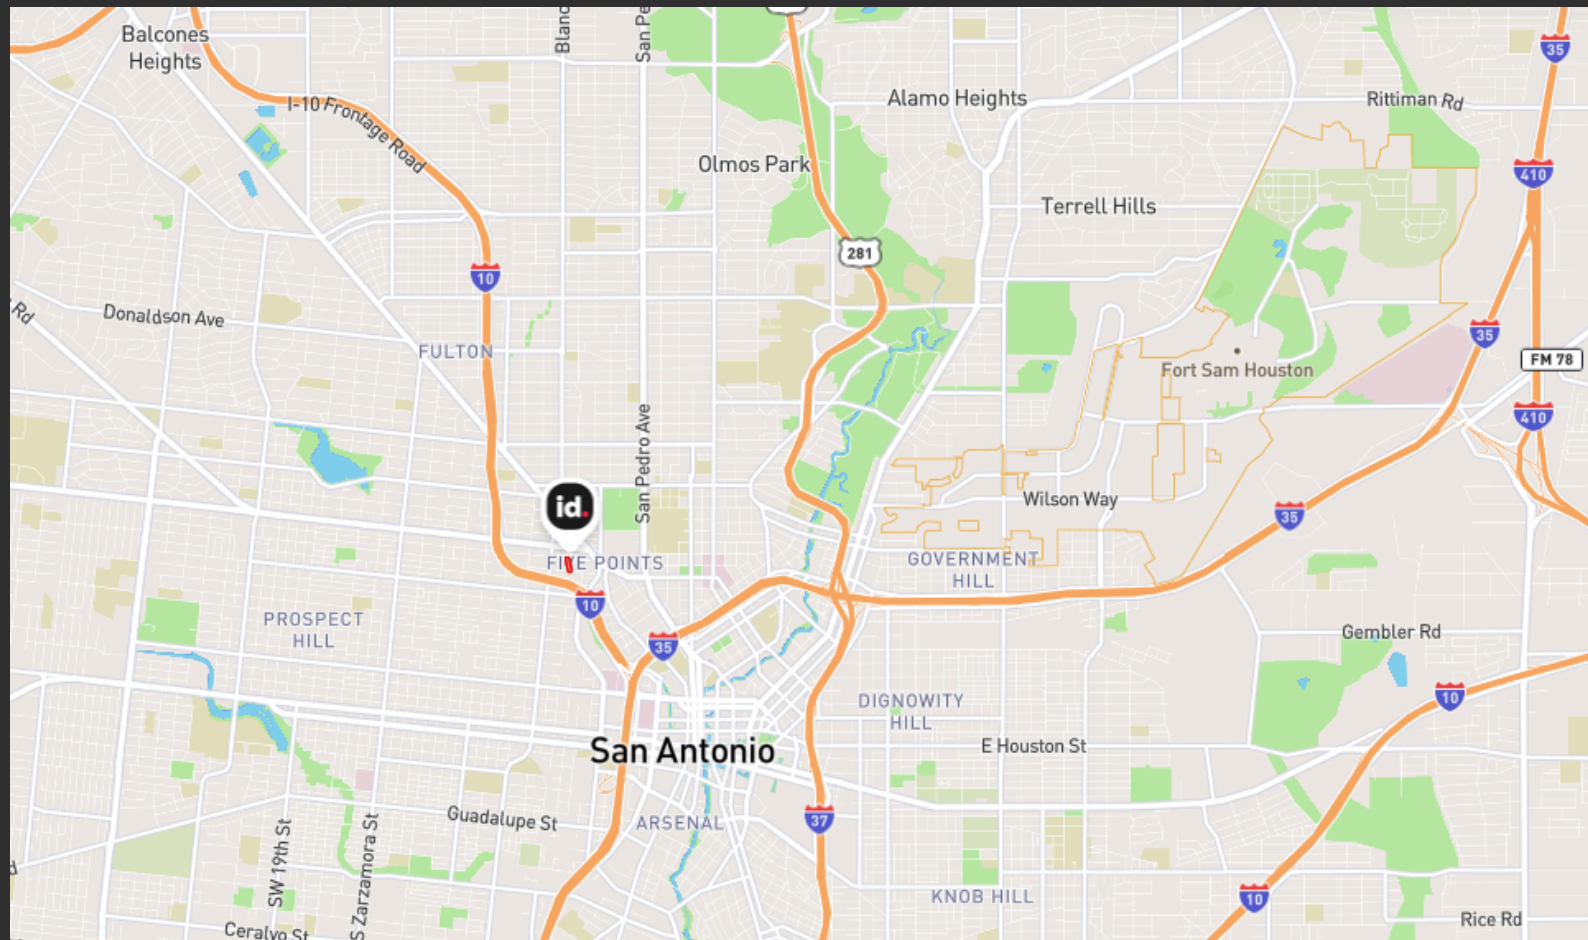 Balcones
Heights
Blanc
San Pe
35
Alamo Heights
Rittiman Rd
I-10 Frontage Road
Olmos Park
410
Terrell Hills
281
10
Rd
Donaldson Ave
35
FULTON
FM 78
Fort Sam Houston
410
San Pedro Ave
id.
Wilson Way
35
FIVE POINTS
GOVERNMENT
HILL
10
PROSPECT
HILL
35
Gembler Rd
10
DIGNOWITY
HILL
San Antonio
E Houston St
Guadalupe St
ARSENAL
37
SW 19th St
S Zarzamora St
KNOB HILL
10
Rice Rd
Ceralvo St